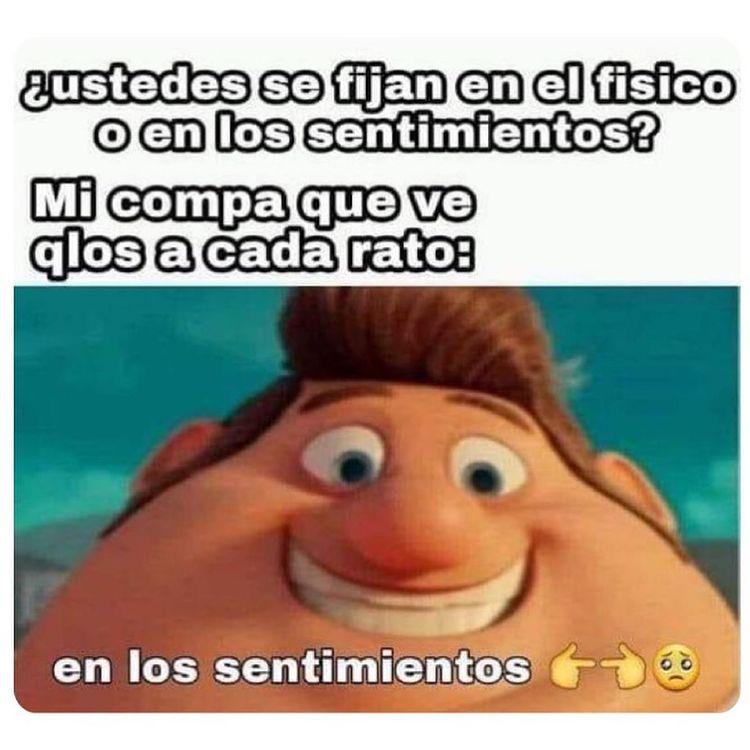 ¿ustedes se fijan en el fisico
o en los sentimientos?
Mi compa que ve
qlos a cada rato:
en los sentimientos 👉👈🥺